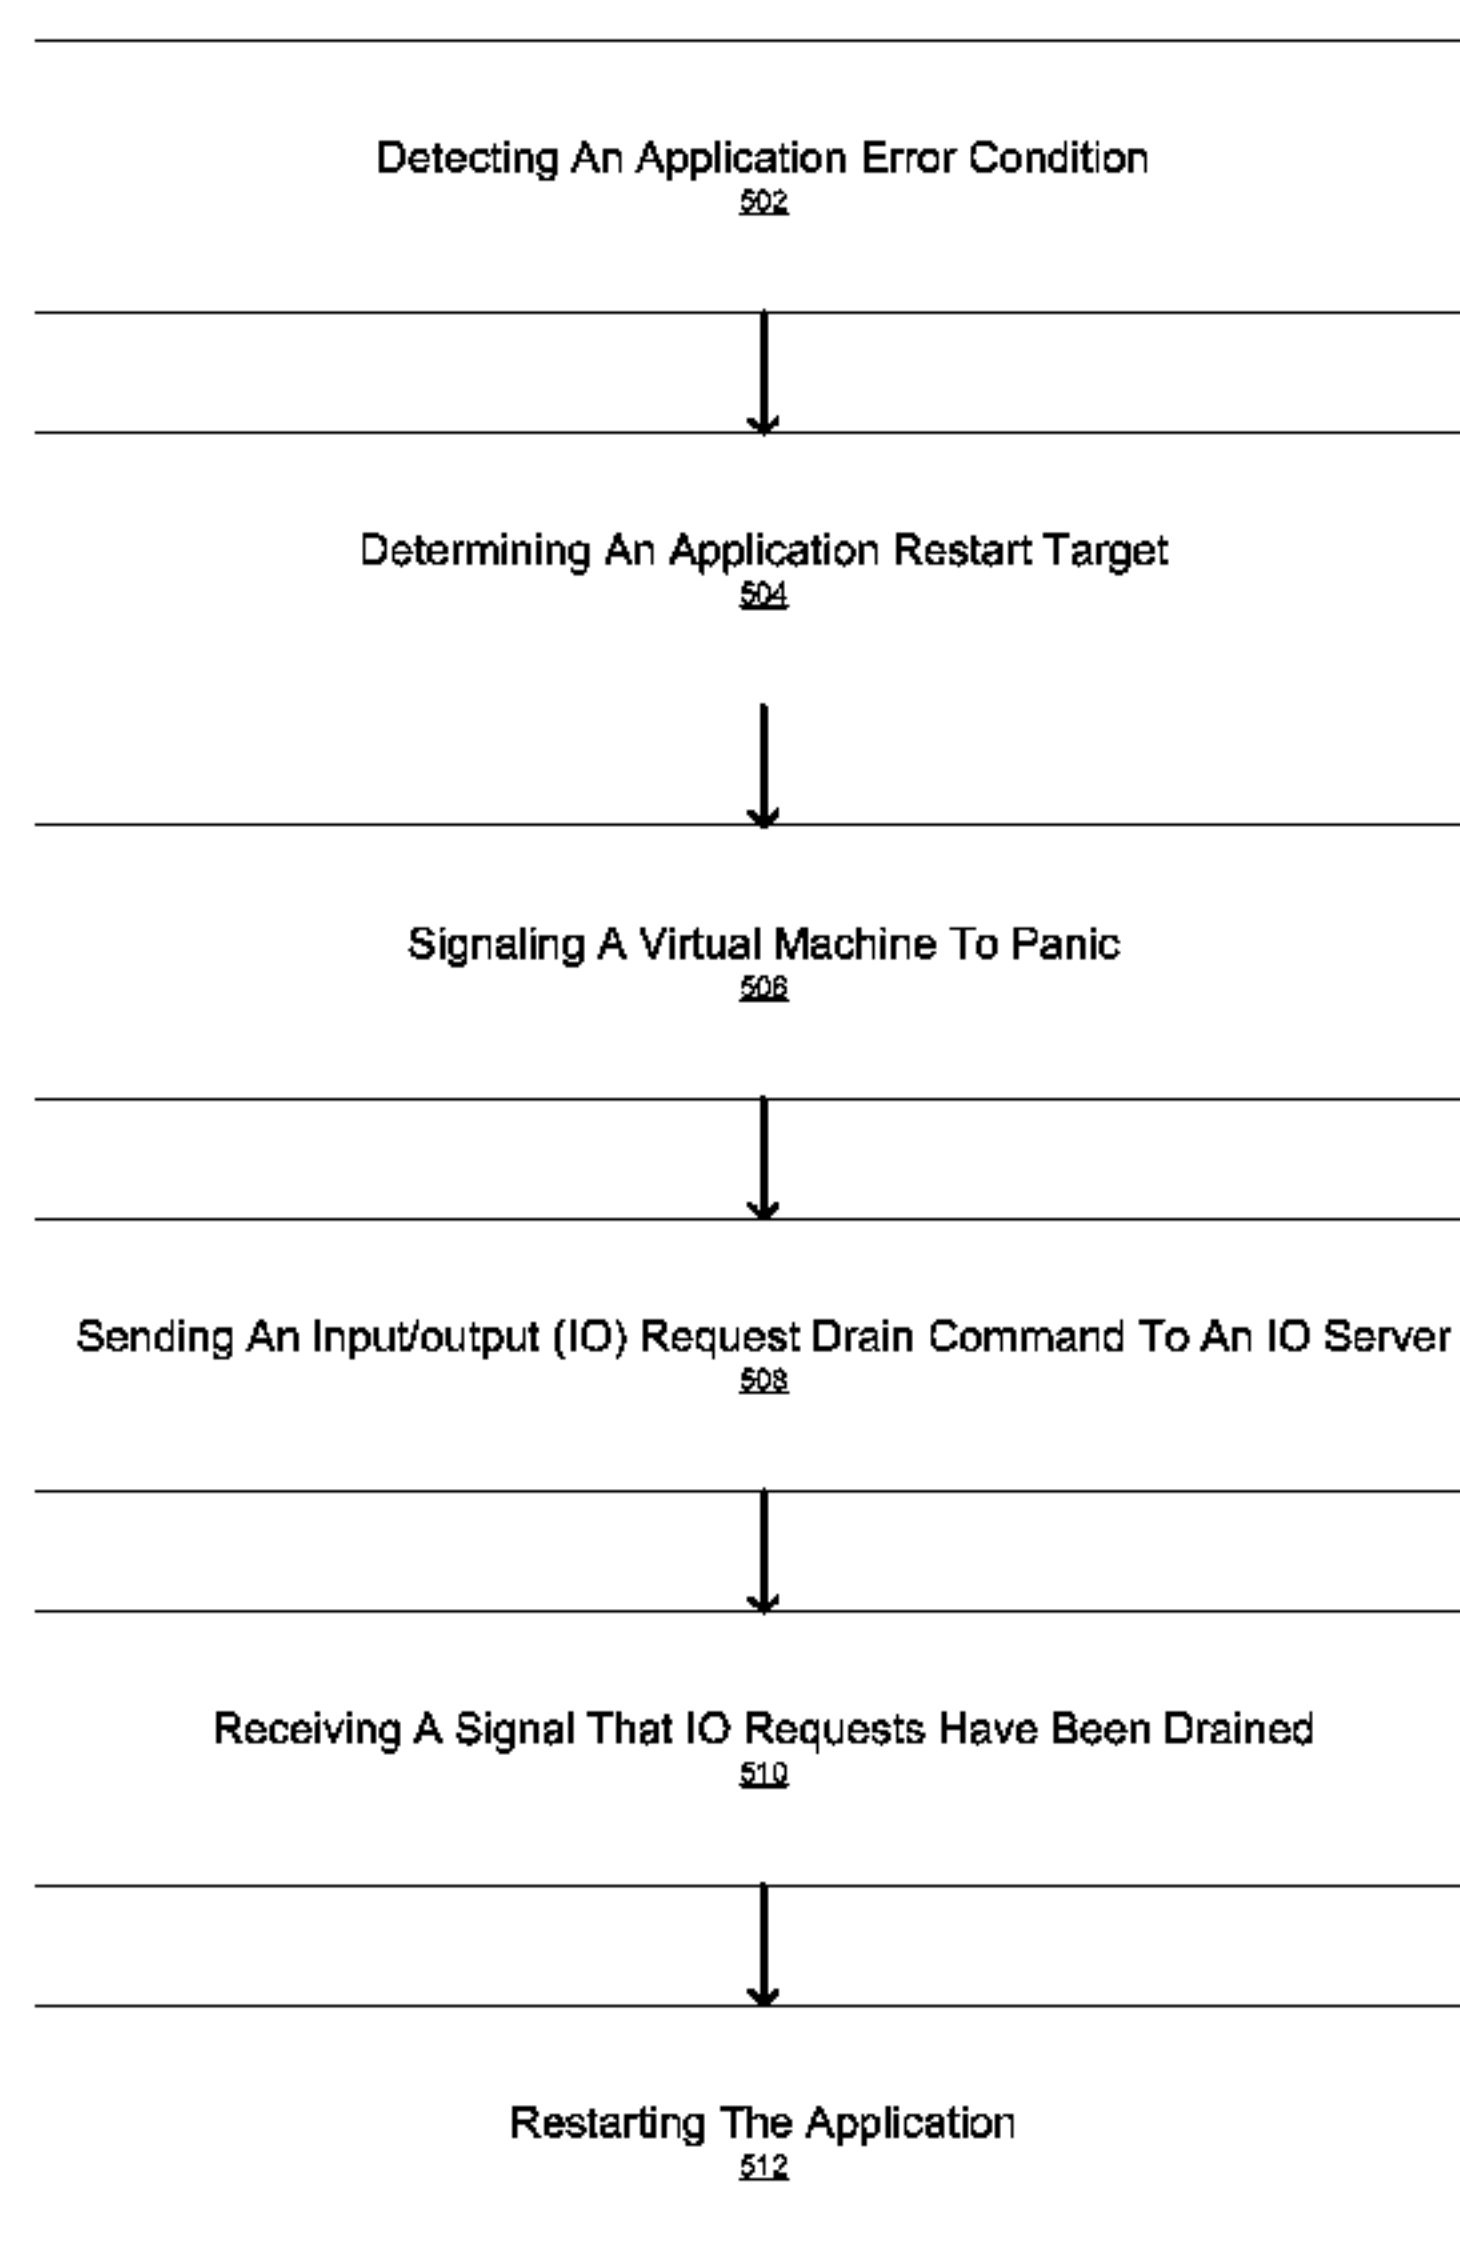 Detecting An Application Error Condition
502
Determining An Application Restart Target
504
Signaling A Virtual Machine To Panic
506
Sending An Input/output (IO) Request Drain Command To An IO Server
508
Receiving A Signal That IO Requests Have Been Drained
510
Restarting The Application
512